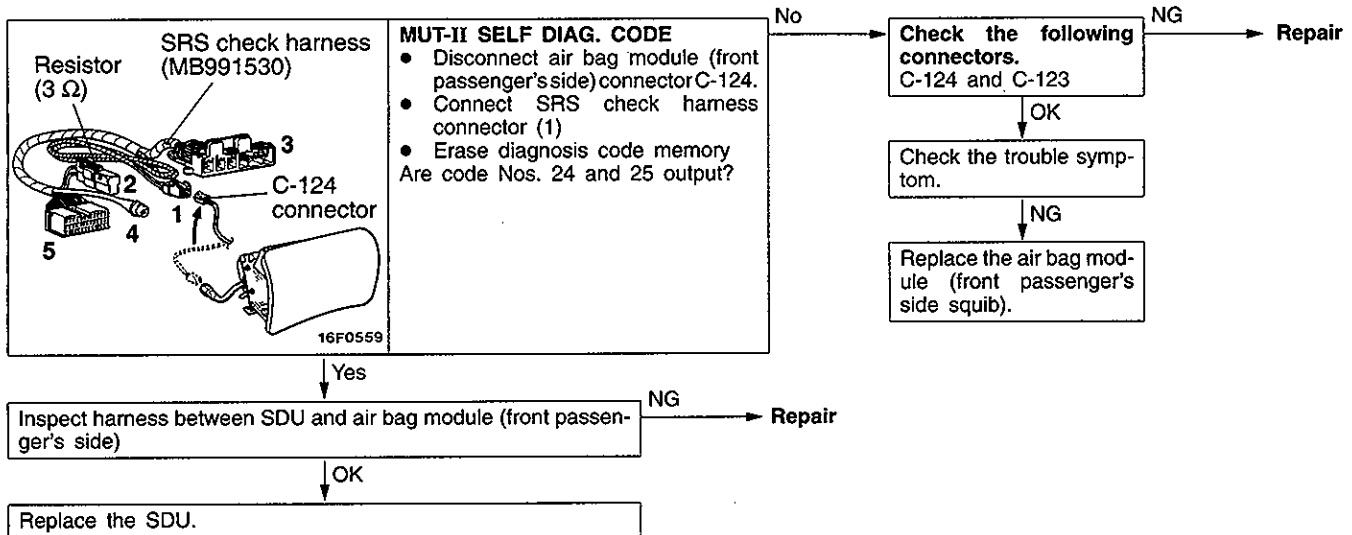 Resistor
(3 Ω)
SRS check harness
(MB991530)
3
2
1
C-124
connector
4
5
16F0559
MUT-II SELF DIAG. CODE
● Disconnect air bag module (front
passenger's side) connector C-124.
● Connect SRS check harness
connector (1)
● Erase diagnosis code memory
Are code Nos. 24 and 25 output?
No
Check the following
connectors.
C-124 and C-123
NG
Repair
OK
Check the trouble symp-
tom.
NG
Replace the air bag mod-
ule (front passenger's
side squib).
Yes
Inspect harness between SDU and air bag module (front passen-
ger's side)
NG
Repair
OK
Replace the SDU.